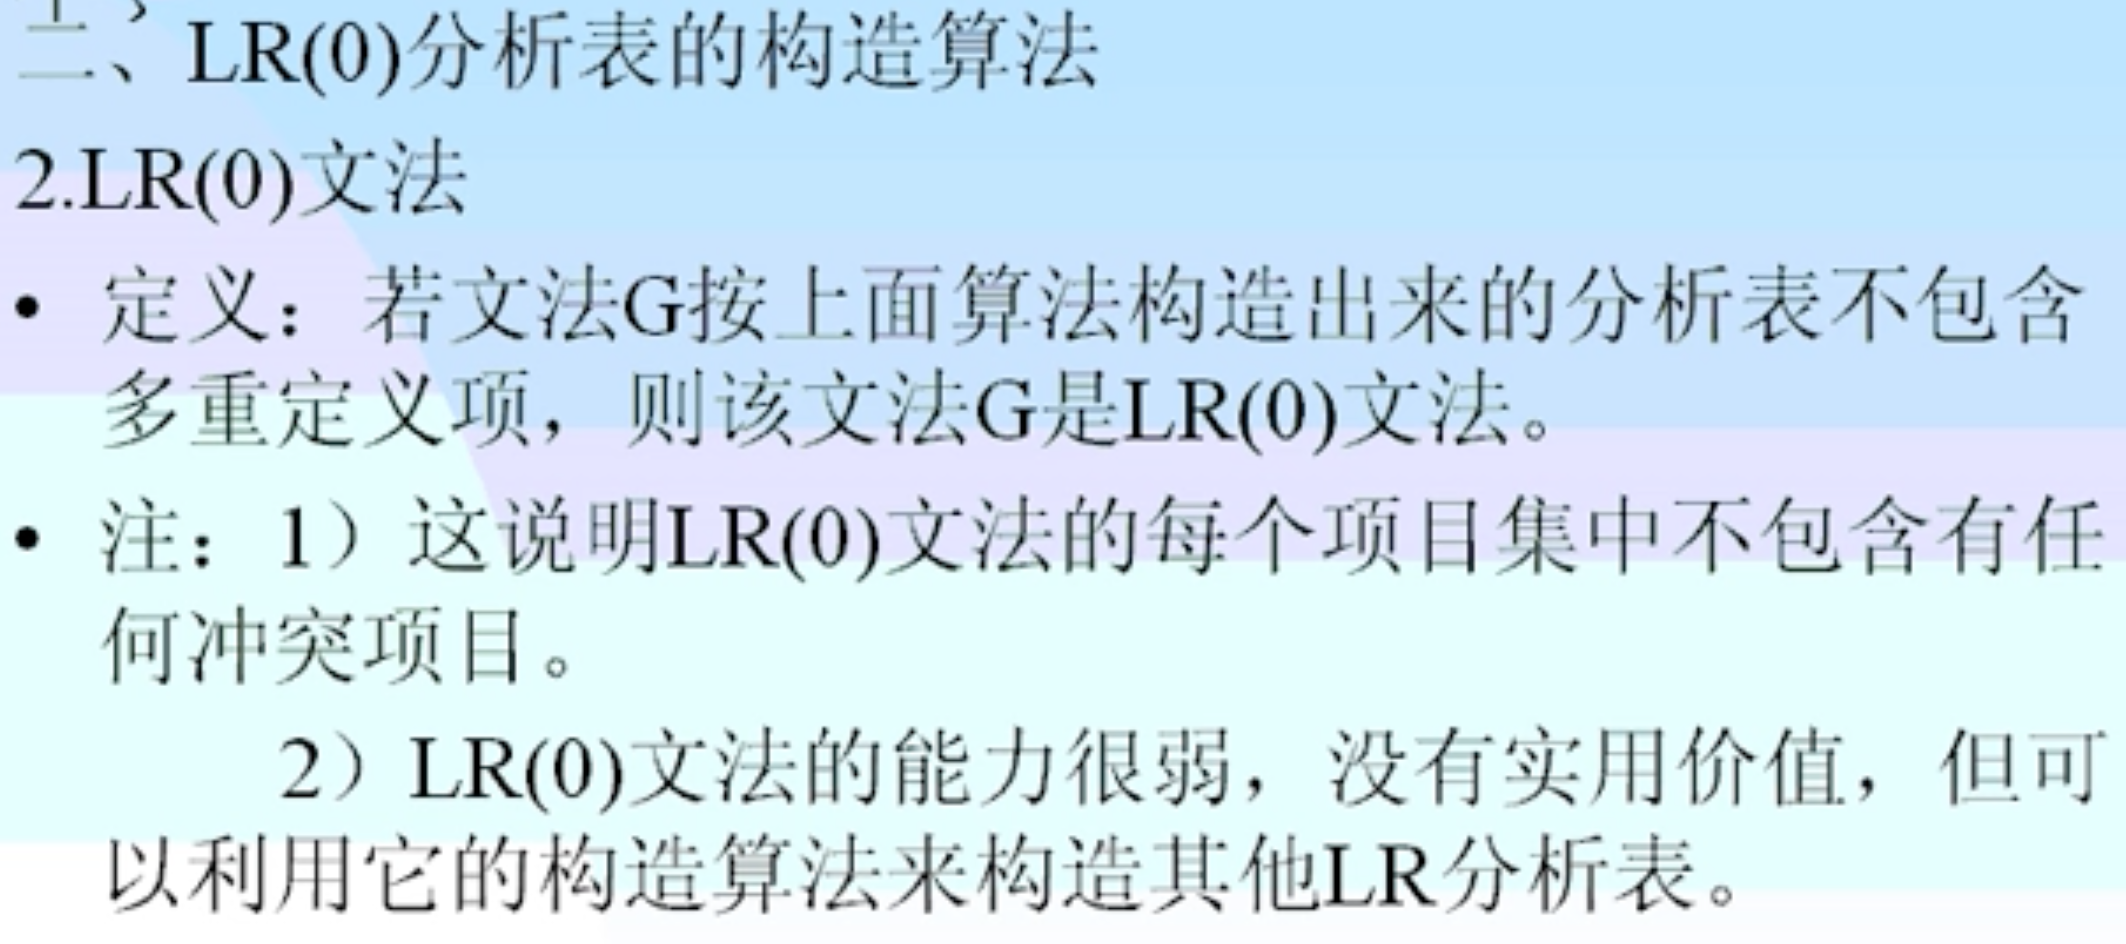 二、LR(0)分析表的构造算法
2.LR(0)文法
• 定义：若文法G按上面算法构造出来的分析表不包含
多重定义项，则该文法G是LR(0)文法。
• 注：1）这说明LR(0)文法的每个项目集中不包含有任
何冲突项目。
2）LR(0)文法的能力很弱，没有实用价值，但可
以利用它的构造算法来构造其他LR分析表。